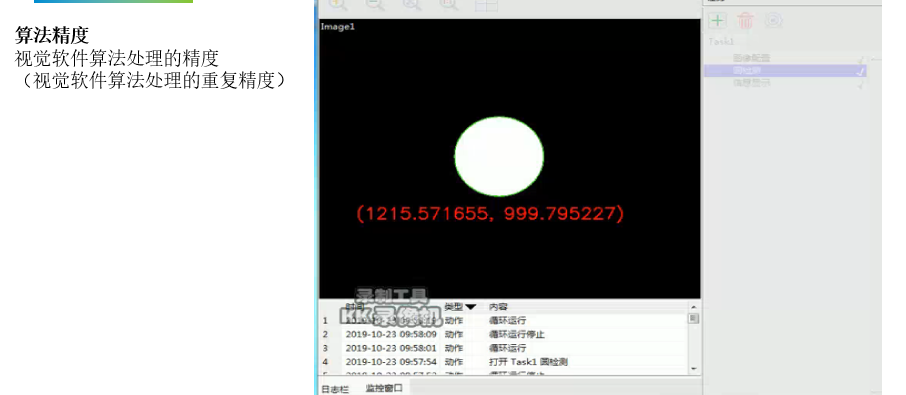 算法精度
视觉软件算法处理的精度
（视觉软件算法处理的重复精度）
Image1
(1215.571655, 999.795227)
录制工具
KK录像机
时间 类型 内容
1 动作 循环运行
2 2019-10-23 09:58:09 动作 循环运行停止
3 2019-10-23 09:58:01 动作 循环运行
4 2019-10-23 09:57:54 动作 打开 Task1 圆检测
日志栏 监控窗口
Task1